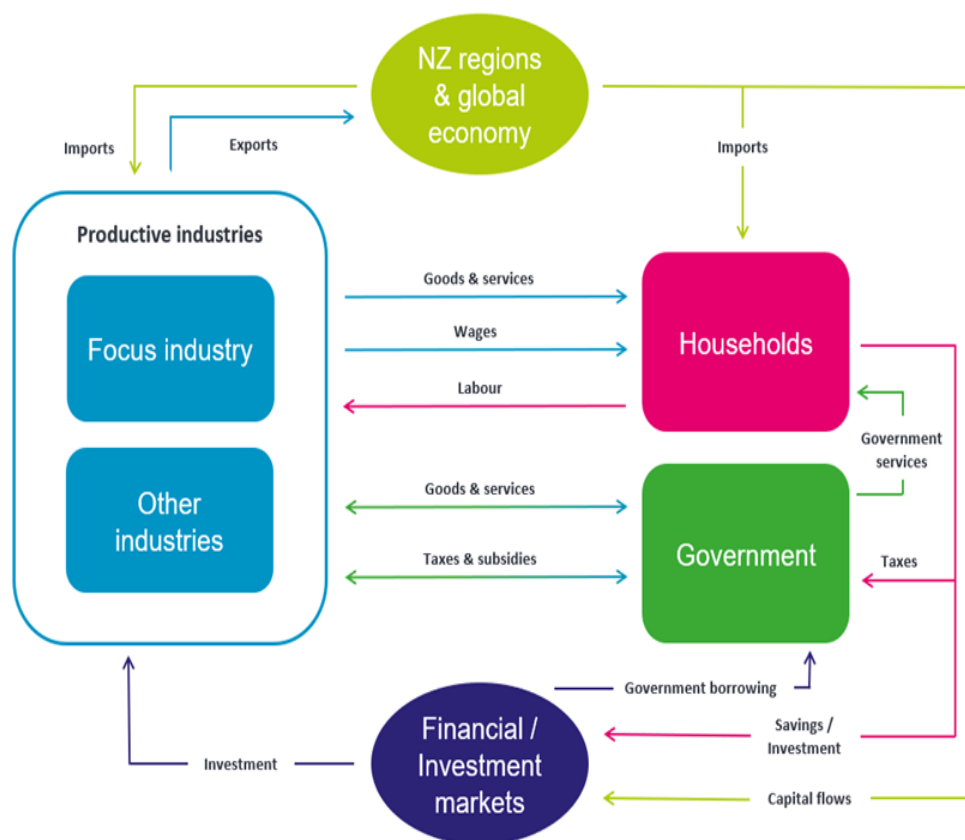 NZ regions
& global
economy
Imports
Exports
Imports
Productive industries
Goods & services
Focus industry
Wages
Households
Labour
Government
services
Goods & services
Other
industries
Government
Taxes & subsidies
Taxes
Government borrowing
Financial /
Investment
markets
Savings /
Investment
Investment
Capital flows